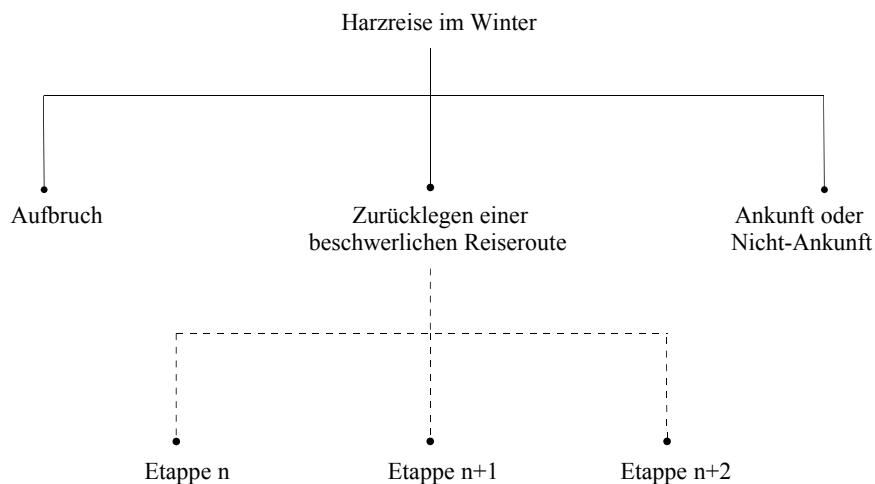 Harzreise im Winter
Aufbruch
Zurücklegen einer
beschwerlichen Reiseroute
Ankunft oder
Nicht-Ankunft
Etappe n
Etappe n+1
Etappe n+2